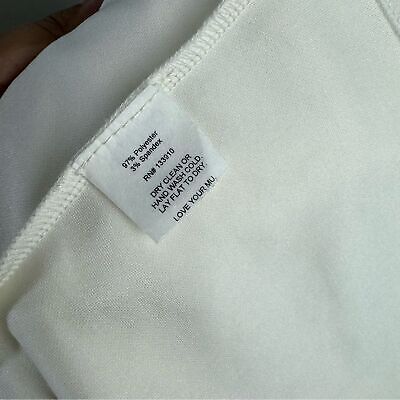 97% Polyester
3% Spandex
RN# 133910
DRY CLEAN OR
HAND WASH COLD.
LAY FLAT TO DRY.
LOVE YOUR MU.